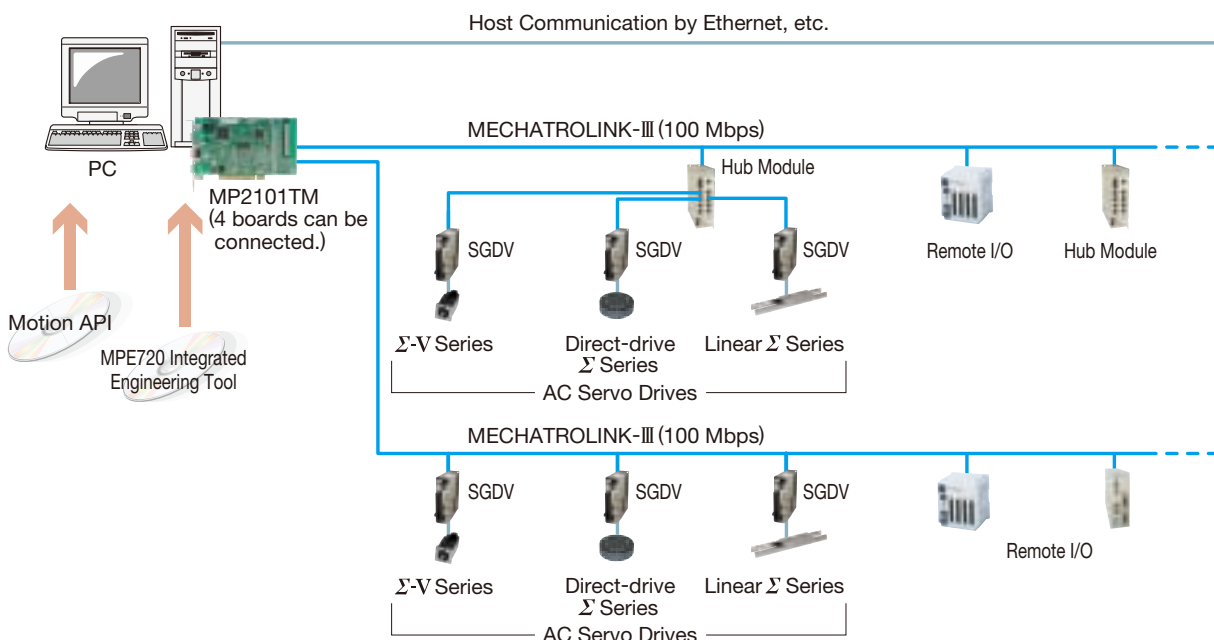 Host Communication by Ethernet, etc.
PC
MP2101TM
(4 boards can be
connected.)
Motion API
MPE720 Integrated
Engineering Tool
MECHATROLINK-Ⅲ (100 Mbps)
Hub Module
SGDV
SGDV
SGDV
Remote I/O
Hub Module
Σ-V Series
Direct-drive
Σ Series
Linear Σ Series
AC Servo Drives
MECHATROLINK-Ⅲ (100 Mbps)
SGDV
SGDV
SGDV
Remote I/O
Σ-V Series
Direct-drive
Σ Series
Linear Σ Series
AC Servo Drives